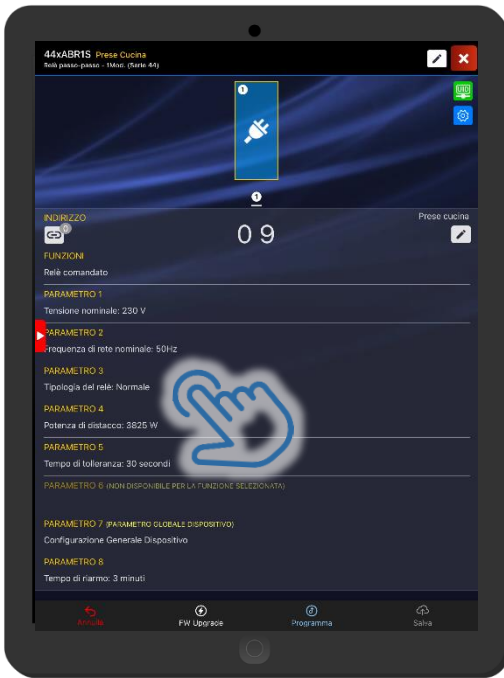 44xABR1S Prese Cucina
Relè passo-passo - 1Mod. (Serie 44)
1
UID
1
INDIRIZZO
Prese cucina
0
0 9
FUNZIONI
Relè comandato
PARAMETRO 1
Tensione nominale: 230 V
PARAMETRO 2
Frequenza di rete nominale: 50Hz
PARAMETRO 3
Tipologia del relè: Normale
PARAMETRO 4
Potenza di distacco: 3825 W
PARAMETRO 5
Tempo di tolleranza: 30 secondi
PARAMETRO 6 (NON DISPONIBILE PER LA FUNZIONE SELEZIONATA)
PARAMETRO 7 (PARAMETRO GLOBALE DISPOSITIVO)
Configurazione Generale Dispositivo
PARAMETRO 8
Tempo di riarmo: 3 minuti
Annulla FW Upgrade Programma Salva